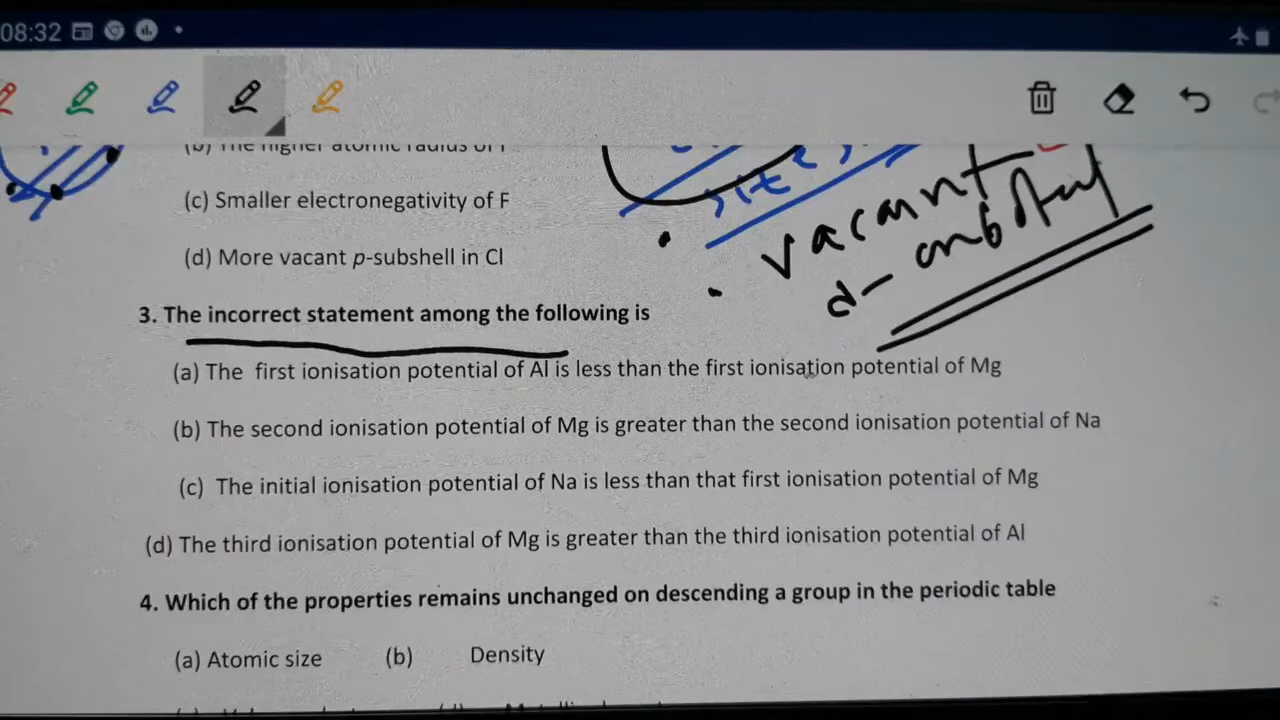 08:32
(c) Smaller electronegativity of F
(d) More vacant p-subshell in Cl
vacant
d-
3. The incorrect statement among the following is
(a) The first ionisation potential of Al is less than the first ionisation potential of Mg
(b) The second ionisation potential of Mg is greater than the second ionisation potential of Na
(c) The initial ionisation potential of Na is less than that first ionisation potential of Mg
(d) The third ionisation potential of Mg is greater than the third ionisation potential of Al
4. Which of the properties remains unchanged on descending a group in the periodic table
(a) Atomic size (b) Density